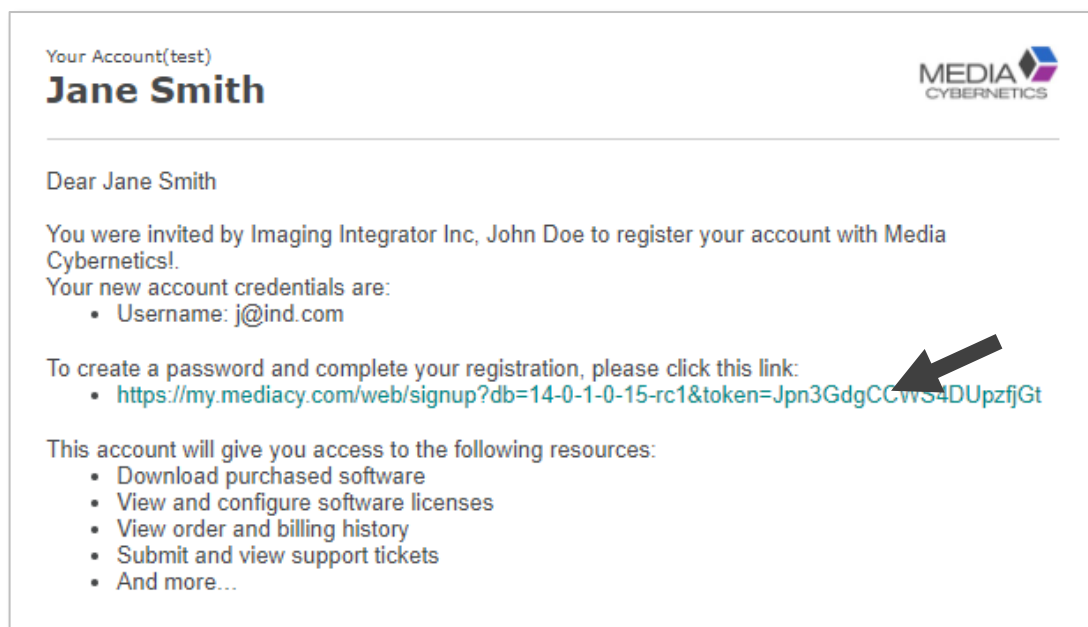 Your Account(test)
Jane Smith
MEDIA
CYBERNETICS
Dear Jane Smith
You were invited by Imaging Integrator Inc, John Doe to register your account with Media
Cybernetics!.
Your new account credentials are:
• Username: j@ind.com
To create a password and complete your registration, please click this link:
• https://my.mediacy.com/web/signup?db=14-0-1-0-15-rc1&token=Jpn3GdgCCWS4DUpzfjGt
This account will give you access to the following resources:
• Download purchased software
• View and configure software licenses
• View order and billing history
• Submit and view support tickets
• And more…